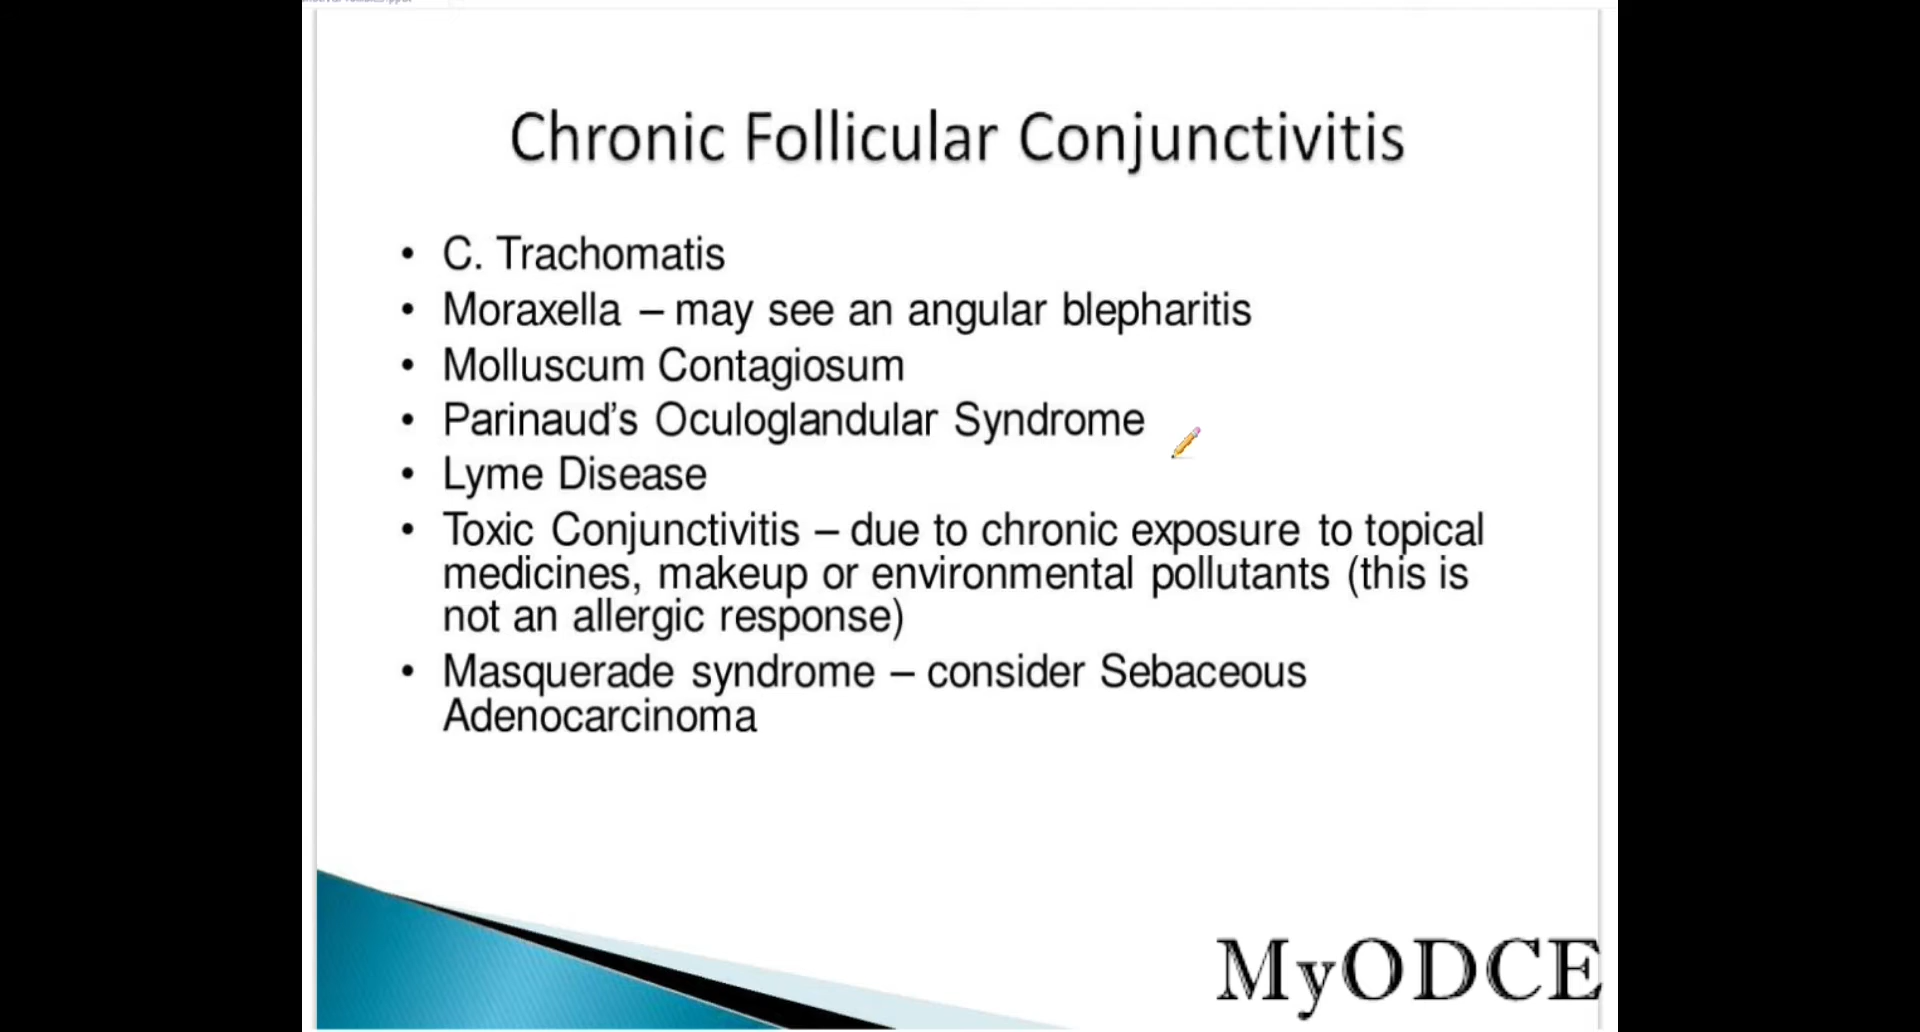 Chronic Follicular Conjunctivitis
• C. Trachomatis
• Moraxella – may see an angular blepharitis
• Molluscum Contagiosum
• Parinaud’s Oculoglandular Syndrome
• Lyme Disease
• Toxic Conjunctivitis – due to chronic exposure to topical
medicines, makeup or environmental pollutants (this is
not an allergic response)
• Masquerade syndrome – consider Sebaceous
Adenocarcinoma
MyODCE